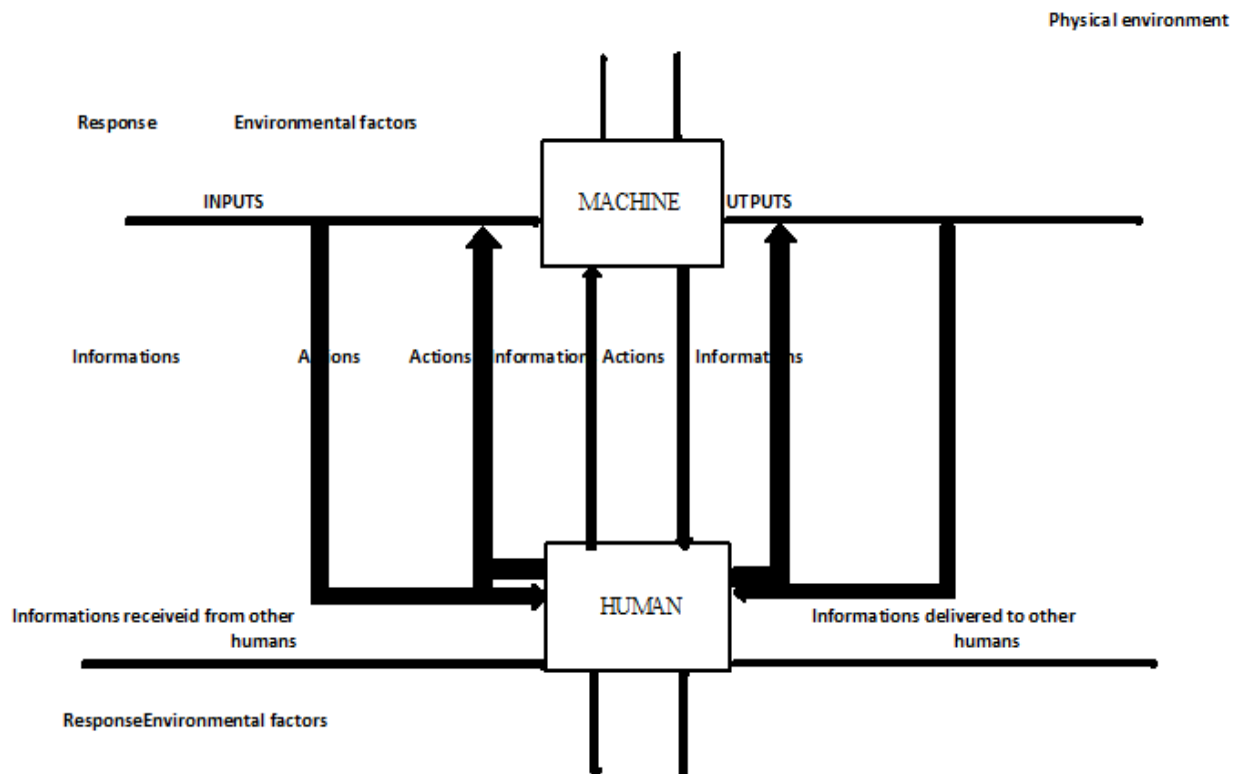 Physical environment
Response Environmental factors
MACHINE
INPUTS UTPUTS
Informations Actions Actions Information Actions Informations
HUMAN
Informations receiveid from other
humans
Informations delivered to other
humans
ResponseEnvironmental factors